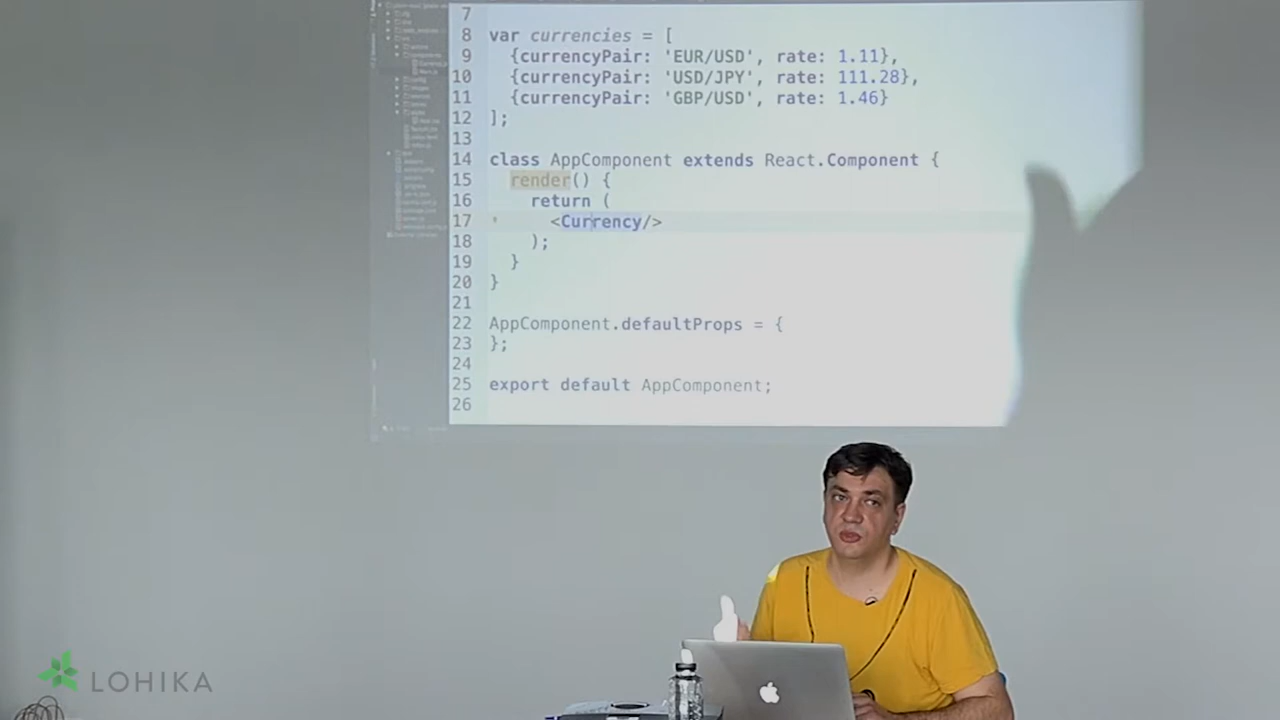 7
8 var currencies = [
9 {currencyPair: 'EUR/USD', rate: 1.11},
10 {currencyPair: 'USD/JPY', rate: 111.28},
11 {currencyPair: 'GBP/USD', rate: 1.46}
12 ];
13
14 class AppComponent extends React.Component {
15 render() {
16 return (
17 <Currency/>
18 );
19 }
20 }
21
22 AppComponent.defaultProps = {
23 };
24
25 export default AppComponent;
26
LOHIKA